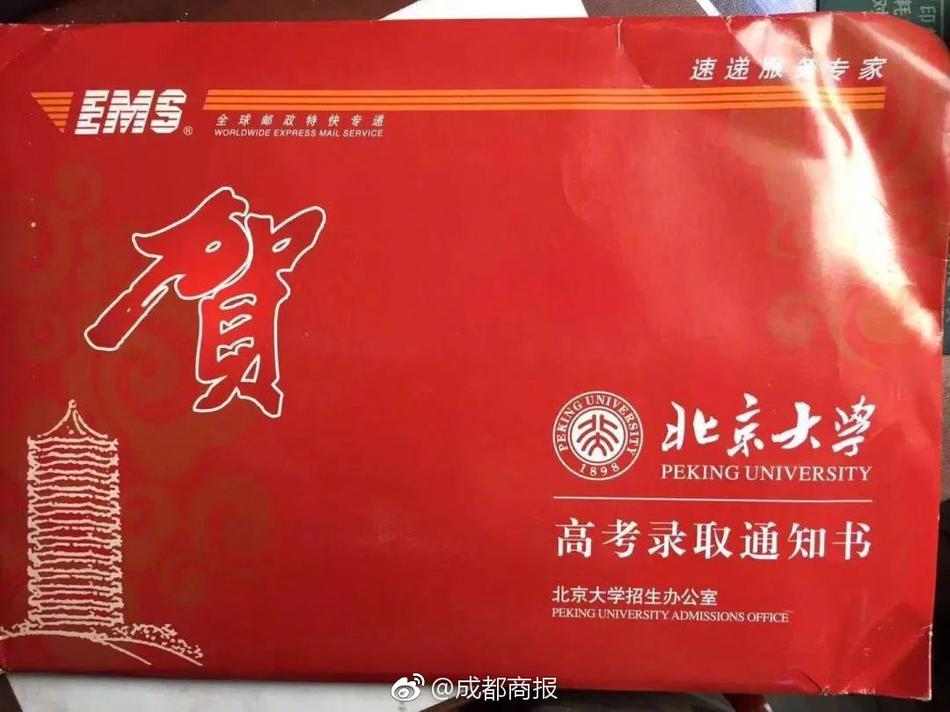 速递服务专家
EMS®
全球邮政特快专递
WORLDWIDE EXPRESS MAIL SERVICE
賀
PEKING UNIVERSITY
1898
北京大学
PEKING UNIVERSITY
高考录取通知书
北京大学招生办公室
PEKING UNIVERSITY ADMISSIONS OFFICE
@成都商报